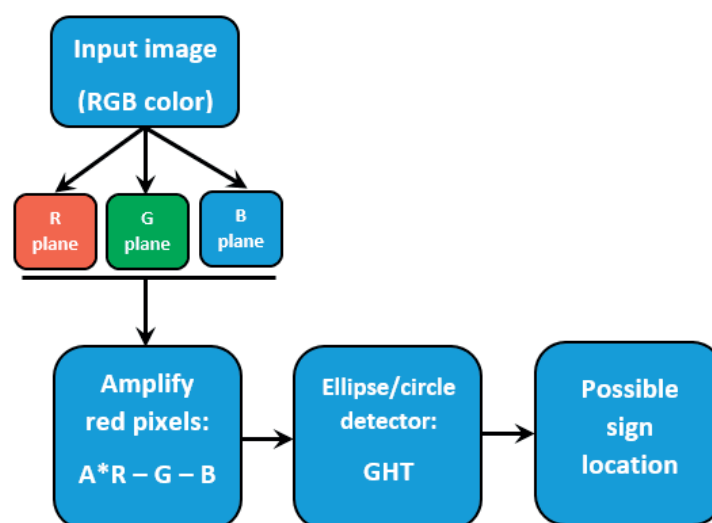 Input image
(RGB color)
R
plane
G
plane
B
plane
Amplify
red pixels:
A*R – G – B
Ellipse/circle
detector:
GHT
Possible
sign
location